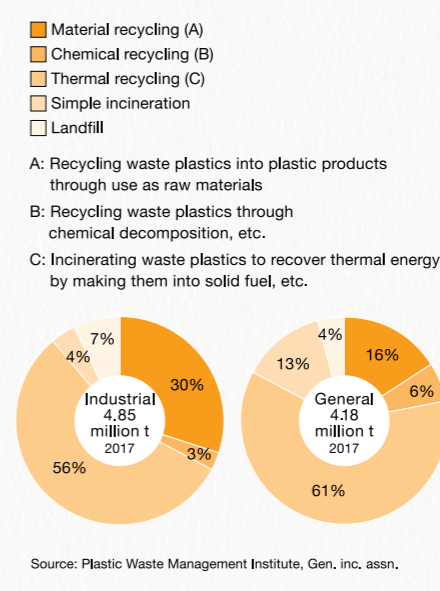 Material recycling (A)
Chemical recycling (B)
Thermal recycling (C)
Simple incineration
Landfill
A: Recycling waste plastics into plastic products
through use as raw materials
B: Recycling waste plastics through
chemical decomposition, etc.
C: Incinerating waste plastics to recover thermal energy
by making them into solid fuel, etc.
7%
4%
30%
Industrial
4.85
million t
2017
3%
56%
4%
16%
13%
6%
General
4.18
million t
2017
61%
Source: Plastic Waste Management Institute, Gen. inc. assn.